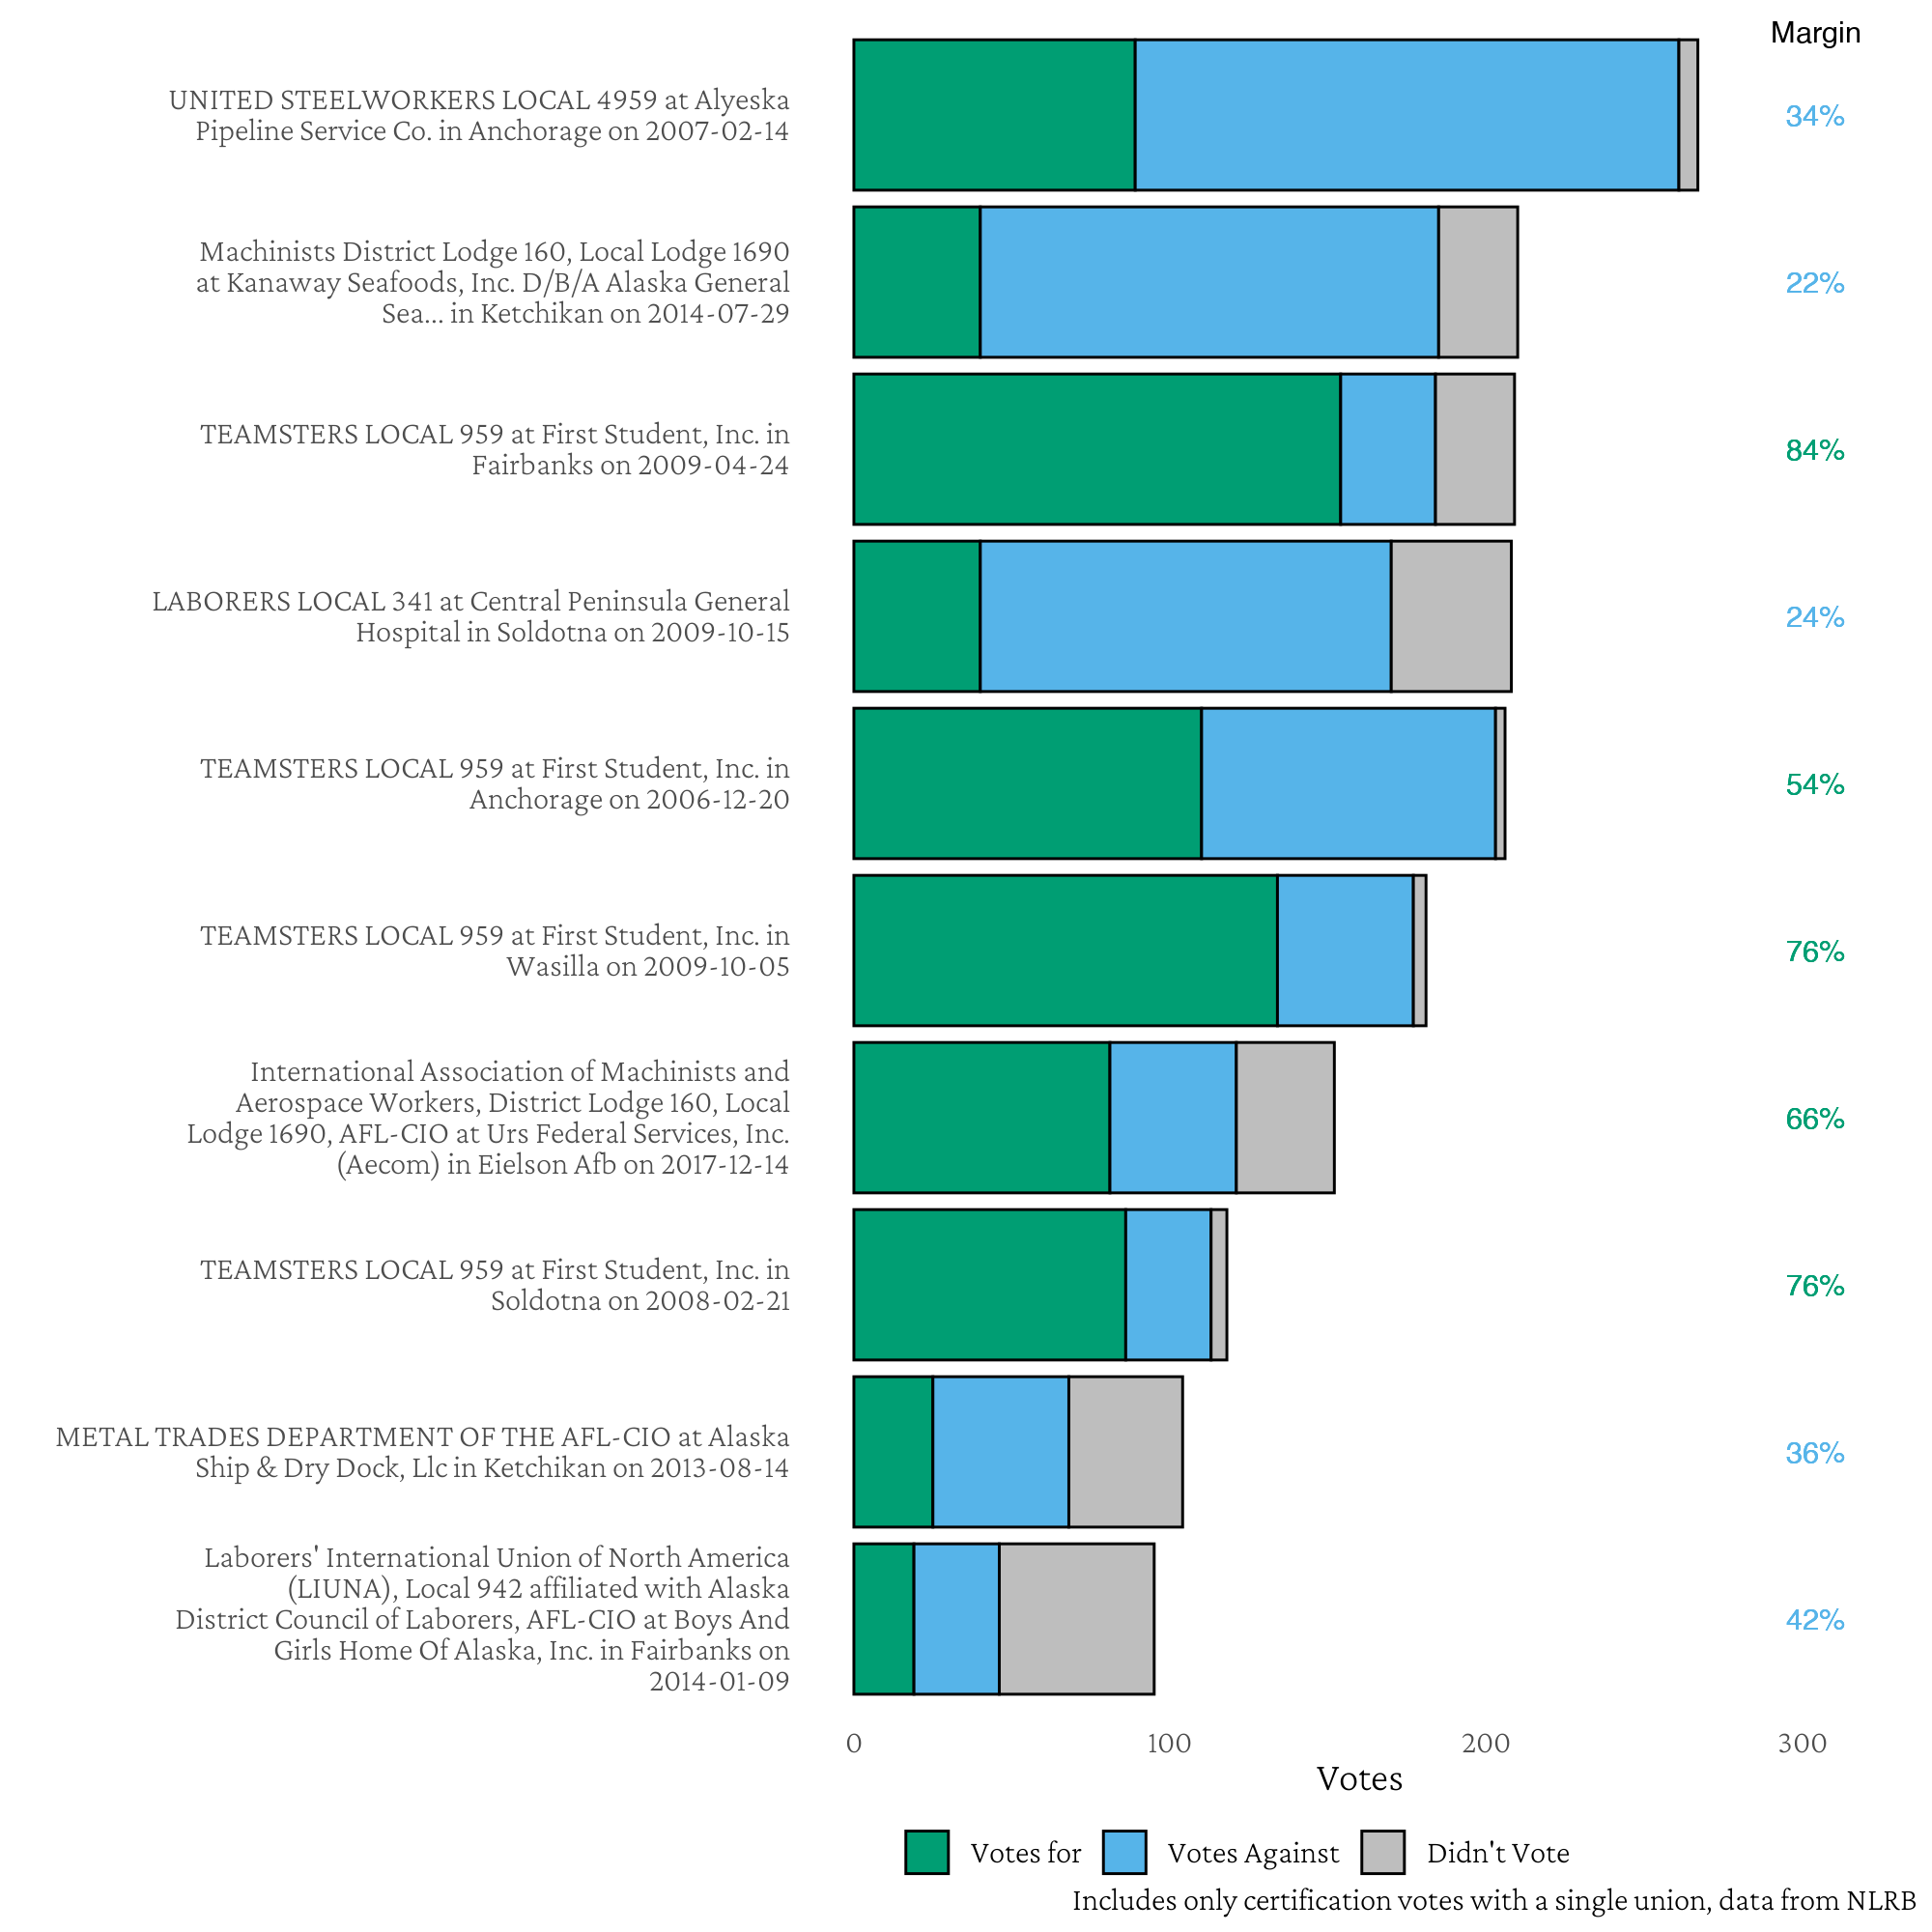 Margin
UNITED STEELWORKERS LOCAL 4959 at Alyeska
Pipeline Service Co. in Anchorage on 2007-02-14
34%
Machinists District Lodge 160, Local Lodge 1690
at Kanaway Seafoods, Inc. D/B/A Alaska General
Sea... in Ketchikan on 2014-07-29
22%
TEAMSTERS LOCAL 959 at First Student, Inc. in
Fairbanks on 2009-04-24
84%
LABORERS LOCAL 341 at Central Peninsula General
Hospital in Soldotna on 2009-10-15
24%
TEAMSTERS LOCAL 959 at First Student, Inc. in
Anchorage on 2006-12-20
54%
TEAMSTERS LOCAL 959 at First Student, Inc. in
Wasilla on 2009-10-05
76%
International Association of Machinists and
Aerospace Workers, District Lodge 160, Local
Lodge 1690, AFL-CIO at Urs Federal Services, Inc.
(Aecom) in Eielson Afb on 2017-12-14
66%
TEAMSTERS LOCAL 959 at First Student, Inc. in
Soldotna on 2008-02-21
76%
METAL TRADES DEPARTMENT OF THE AFL-CIO at Alaska
Ship & Dry Dock, Llc in Ketchikan on 2013-08-14
36%
Laborers' International Union of North America
(LIUNA), Local 942 affiliated with Alaska
District Council of Laborers, AFL-CIO at Boys And
Girls Home Of Alaska, Inc. in Fairbanks on
2014-01-09
42%
0 100 200 300
Votes
Votes for Votes Against Didn't Vote
Includes only certification votes with a single union, data from NLRB